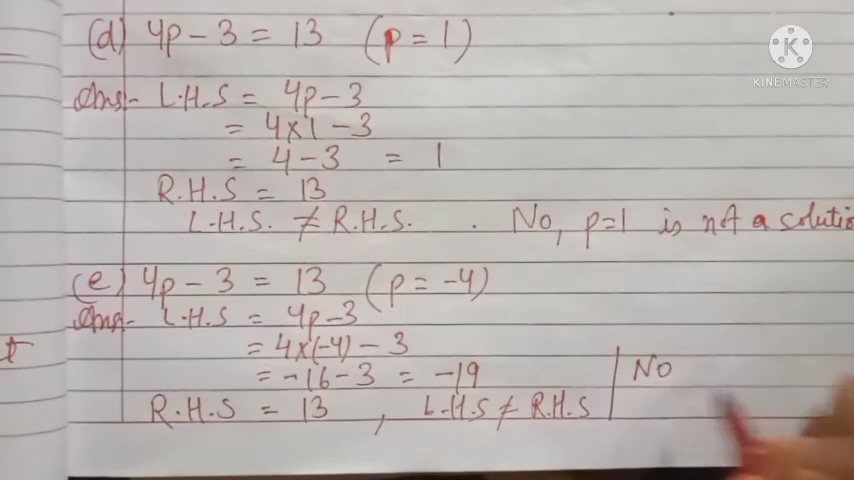 (d) 4p - 3 = 13 (p = 1)
Ans:- L.H.S = 4p - 3
= 4×1 - 3
= 4 - 3 = 1
R.H.S = 13
L.H.S. ≠ R.H.S. . No, p=1 is not a solutio
(e) 4p - 3 = 13 (p = -4)
Ans:- L.H.S = 4p - 3
= 4×(-4) - 3
= -16 - 3 = -19
No
R.H.S = 13 , L.H.S ≠ R.H.S
K
KINEMASTER